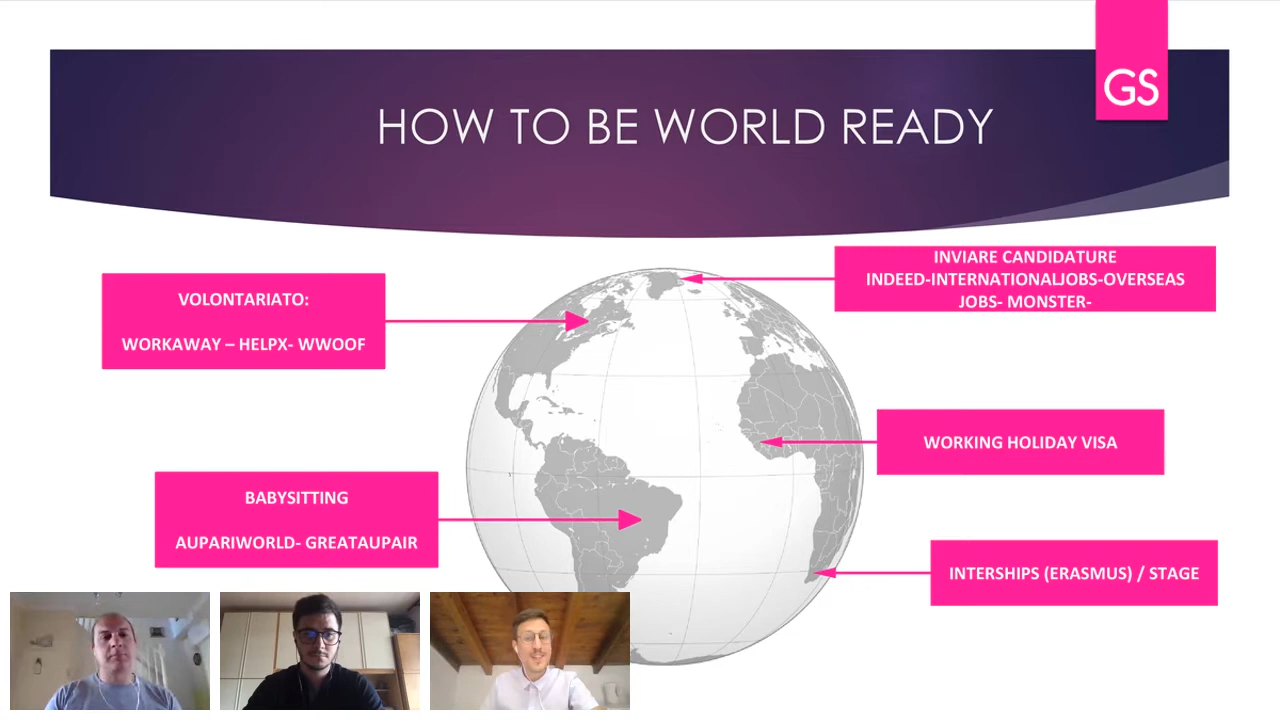 GS
HOW TO BE WORLD READY
VOLONTARIATO:
WORKAWAY – HELPX- WWOOF
INVIARE CANDIDATURE
INDEED-INTERNATIONALJOBS-OVERSEAS
JOBS- MONSTER-
WORKING HOLIDAY VISA
BABYSITTING
AUPARIWORLD- GREATAUPAIR
INTERSHIPS (ERASMUS) / STAGE